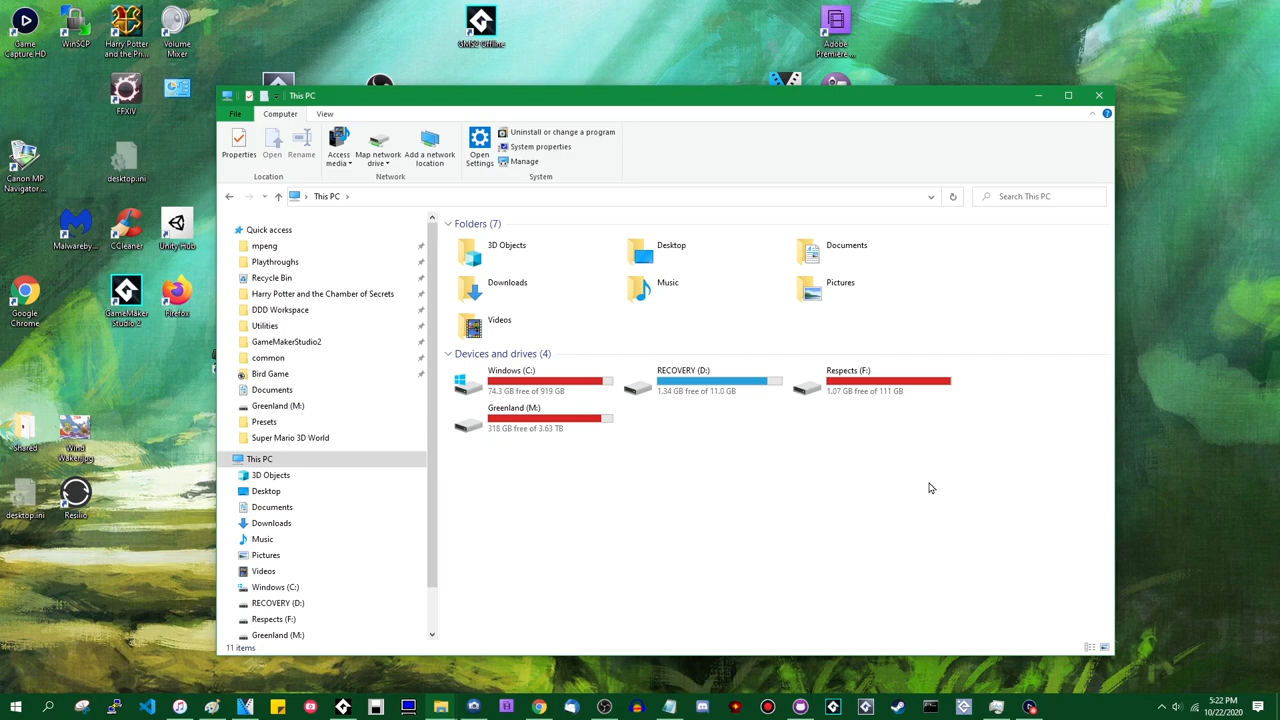 Game
Capture HD
WinSCP
Harry Potter
and the Pri...
Volume
Mixer
GMS2 Offline
Adobe
Premiere ...
FFXIV
Canon MP
Navigator ...
desktop.ini
Malwareby...
CCleaner
Unity Hub
Google
Chrome
GameMaker
Studio 2
Firefox
Shared
Wind
Waker.jpg
desktop.ini
Resilio
This PC
File
Computer
View
Properties
Open
Rename
Access
media
Map network
drive
Add a network
location
Open
Settings
Uninstall or change a program
System properties
Manage
Location
Network
System
This PC
Search This PC
Quick access
mpeng
Playthroughs
Recycle Bin
Harry Potter and the Chamber of Secrets
DDD Workspace
Utilities
GameMakerStudio2
common
Bird Game
Documents
Greenland (M:)
Presets
Super Mario 3D World
This PC
3D Objects
Desktop
Documents
Downloads
Music
Pictures
Videos
Windows (C:)
RECOVERY (D:)
Respects (F:)
Greenland (M:)
Folders (7)
3D Objects
Desktop
Documents
Downloads
Music
Pictures
Videos
Devices and drives (4)
Windows (C:)
74.3 GB free of 919 GB
RECOVERY (D:)
1.34 GB free of 11.0 GB
Respects (F:)
1.07 GB free of 111 GB
Greenland (M:)
318 GB free of 3.63 TB
11 items
5:22 PM
10/22/2020